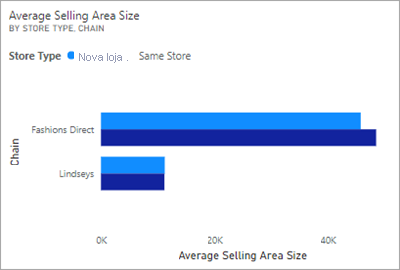 Average Selling Area Size
BY STORE TYPE, CHAIN
Store Type Nova loja . Same Store
Chain
Fashions Direct
Lindseys
0K 20K 40K
Average Selling Area Size